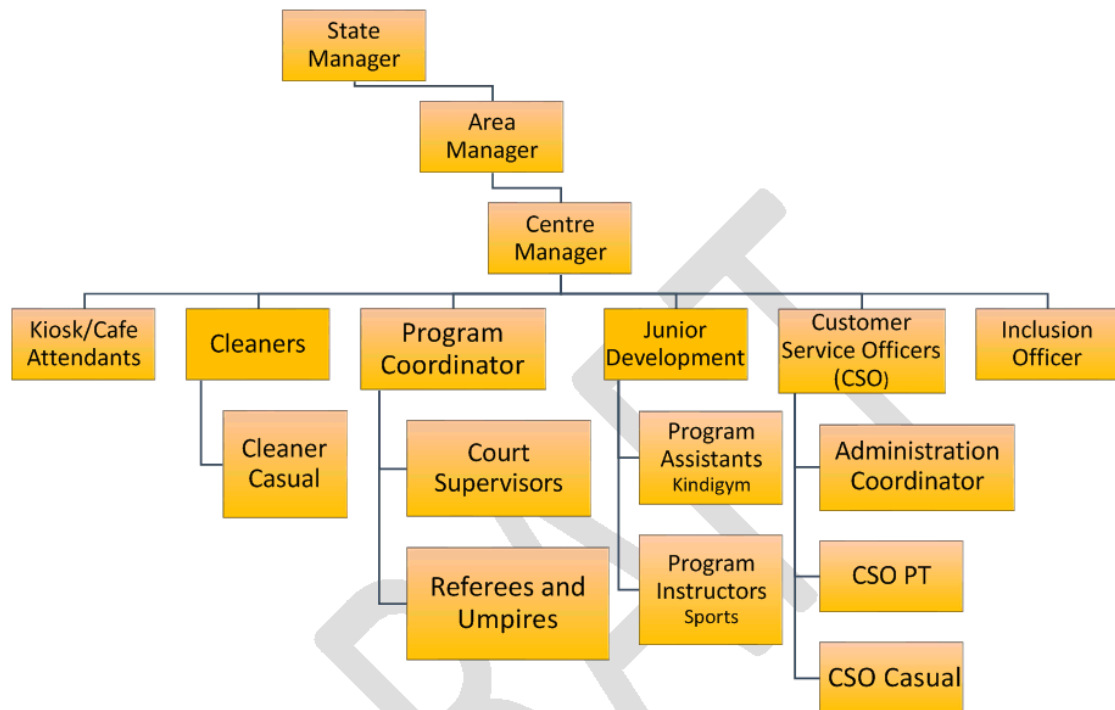 State
Manager
Area
Manager
Centre
Manager
Kiosk/Cafe
Attendants
Cleaners
Program
Coordinator
Junior
Development
Customer
Service Officers
(CSO)
Inclusion
Officer
Cleaner
Casual
Court
Supervisors
Referees and
Umpires
Program
Assistants
Kindigym
Program
Instructors
Sports
Administration
Coordinator
CSO PT
CSO Casual
DRAFT